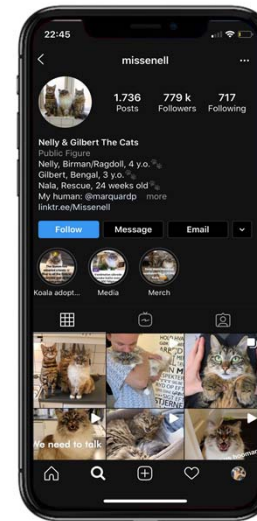 22:45
missenell
1.736 779 k 717
Posts Followers Following
Nelly & Gilbert The Cats
Public Figure
Nelly, Birman/Ragdoll, 4 y.o.
Gilbert, Bengal, 3 y.o.
Nala, Rescue, 24 weeks old
My human: @marquardp more
linktr.ee/Missenell
Follow Message Email
Koala adopt... Media Merch
We need to talk